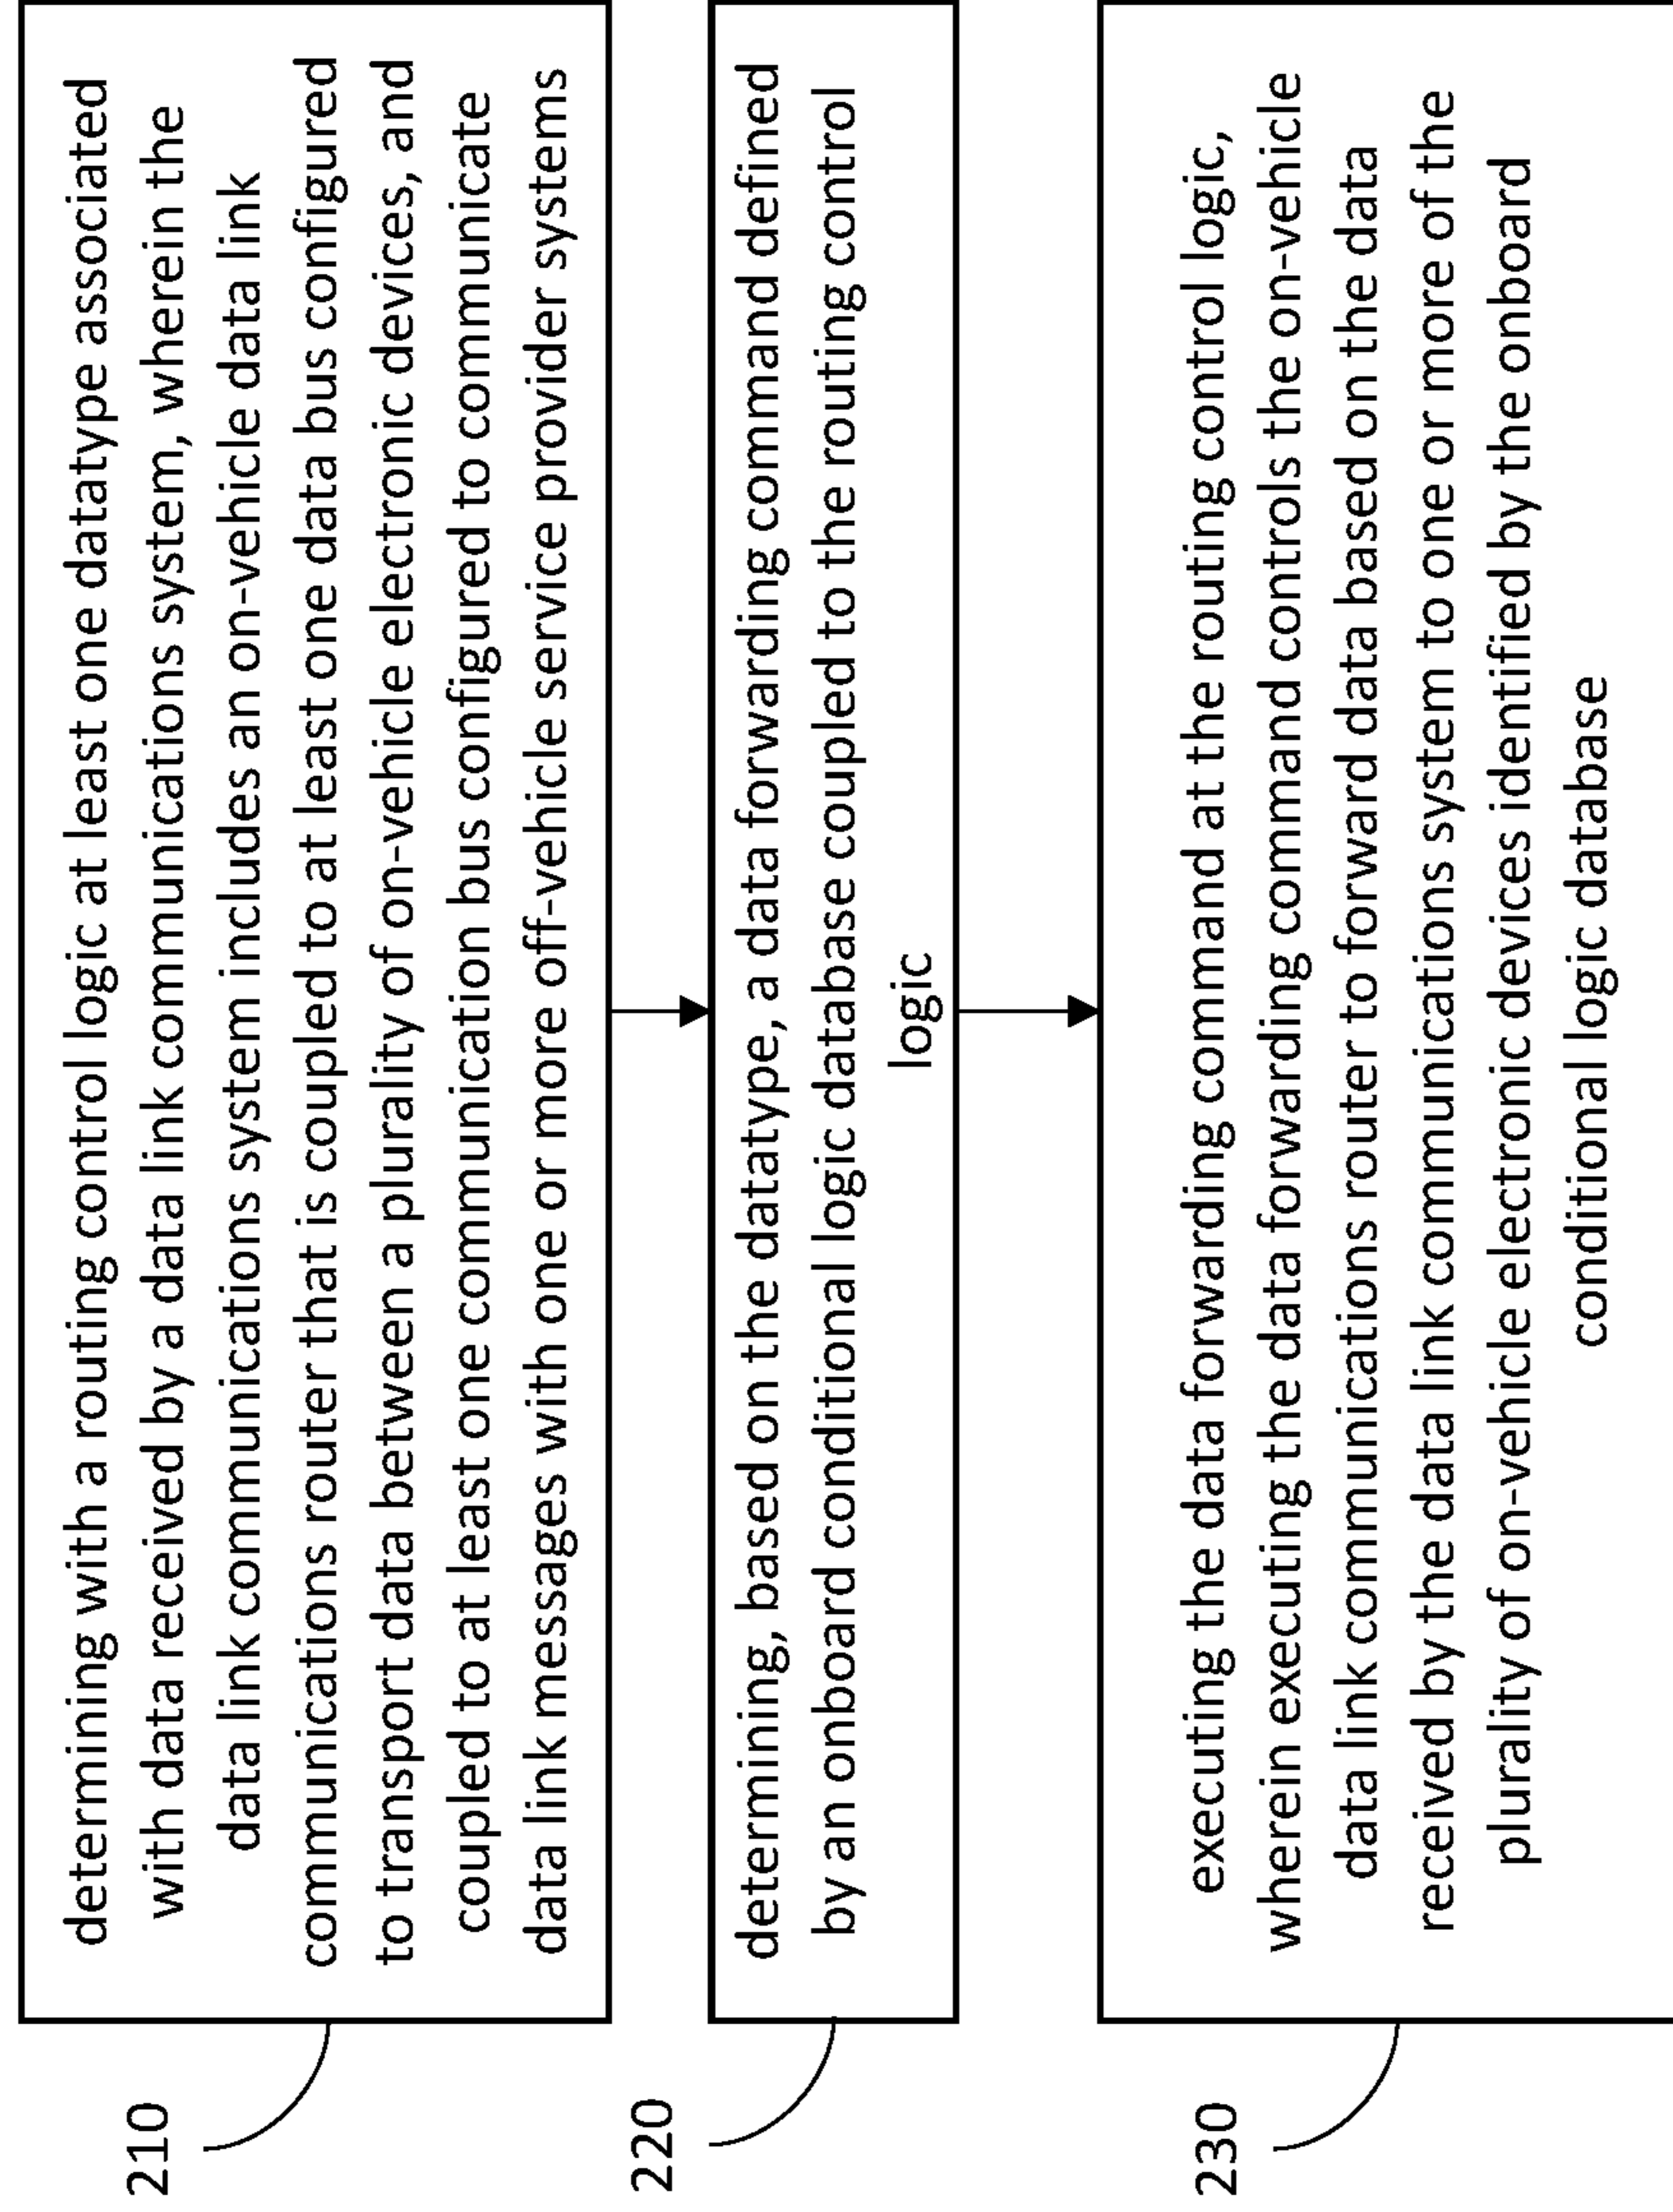 210
determining with a routing control logic at least one datatype associated
with data received by a data link communications system, wherein the
data link communications system includes an on-vehicle data link
communications router that is coupled to at least one data bus configured
to transport data between a plurality of on-vehicle electronic devices, and
coupled to at least one communication bus configured to communicate
data link messages with one or more off-vehicle service provider systems
220
determining, based on the datatype, a data forwarding command defined
by an onboard conditional logic database coupled to the routing control
logic
230
executing the data forwarding command at the routing control logic,
wherein executing the data forwarding command controls the on-vehicle
data link communications router to forward data based on the data
received by the data link communications system to one or more of the
plurality of on-vehicle electronic devices identified by the onboard
conditional logic database